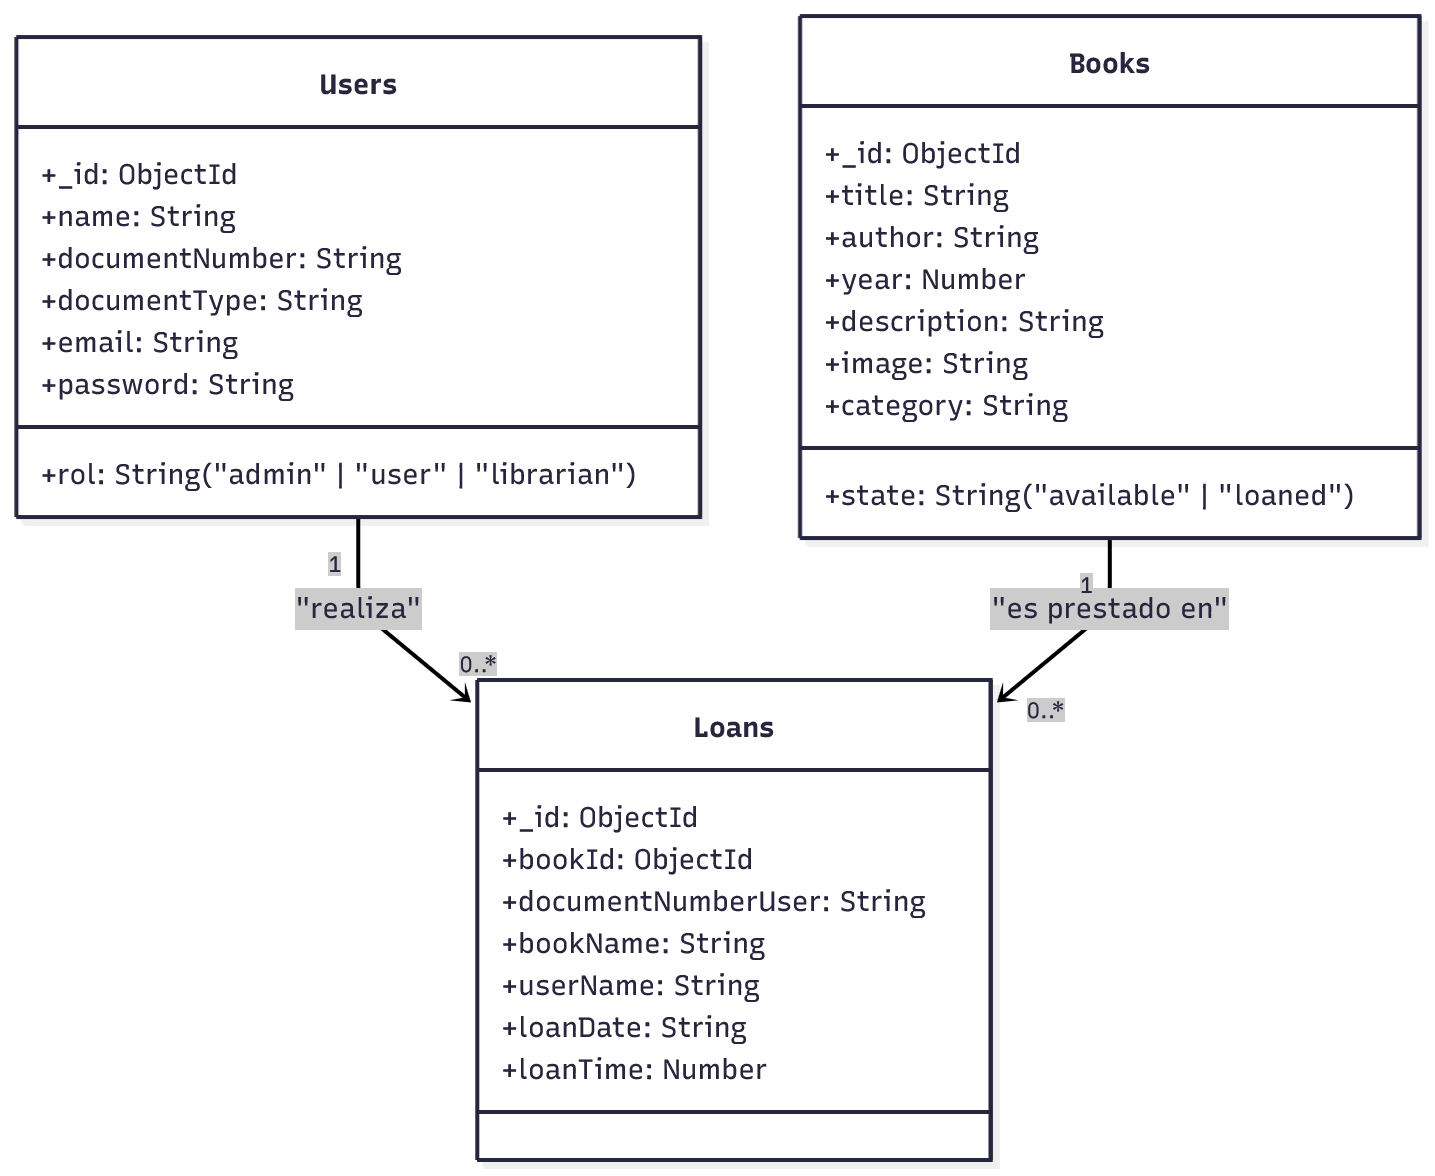 Users
+_id: ObjectId
+name: String
+documentNumber: String
+documentType: String
+email: String
+password: String
+rol: String("admin" | "user" | "librarian")
Books
+_id: ObjectId
+title: String
+author: String
+year: Number
+description: String
+image: String
+category: String
+state: String("available" | "loaned")
1
"realiza"
0..*
1
"es prestado en"
0..*
Loans
+_id: ObjectId
+bookId: ObjectId
+documentNumberUser: String
+bookName: String
+userName: String
+loanDate: String
+loanTime: Number